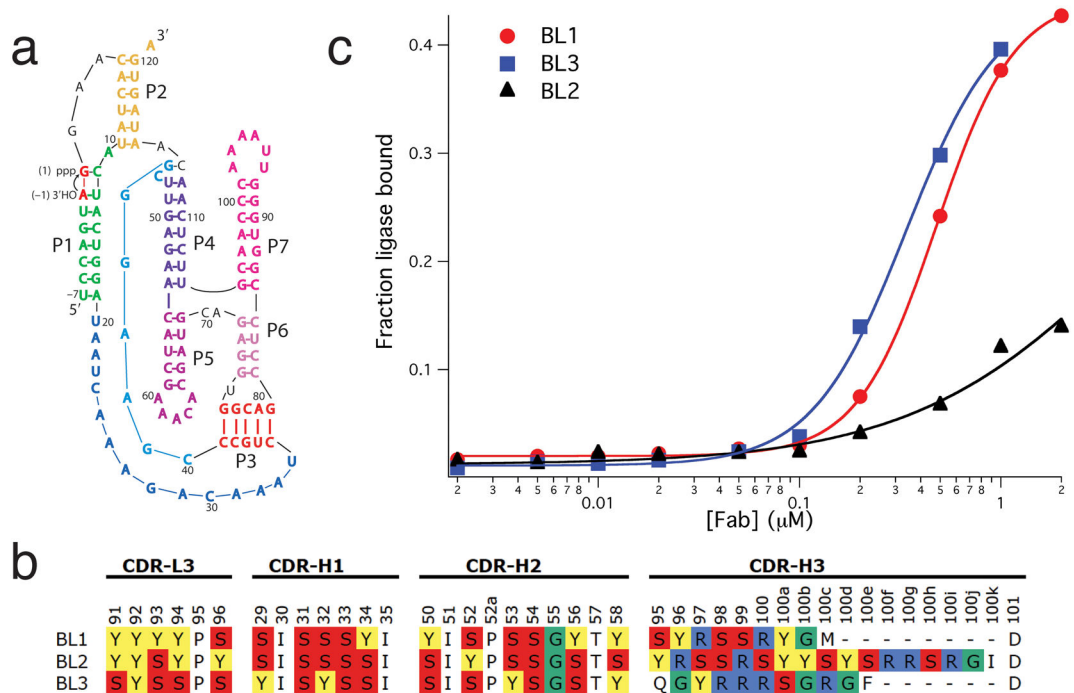 a
3′
A
C-G 120
A-U
C-G
U-A
A-U
U-A
P2
A
A
A
G
10
A
A
(1) ppp G-C
(-1) 3′HO A-U
U-A
G-C
A-U
C-G
C-G
-7 U-A
5′
P1
20
U
A
A
U
C
A
A
A
G
A
C
A
A
A
U
30
G
G
A
A
G
C
40
G-C
C
U-A
U-A
50 G-C 110
A-U
G-C
A-U
A-U
P4
C-G
A-U
U-A
C-G
G-C
P5
60
A
A
A
C
A
C A
70
A A
A U
A U
C-G
100 C-G 90
C-G
A-U
A-G
C-G
G-C
P7
G-C
A-U
G-C
G-C
P6
U
80
GGCAG
CCGUC
P3
c
BL1
BL3
BL2
Fraction ligase bound
0.4
0.3
0.2
0.1
2 3 5 6 7 8 0.01 2 3 5 6 7 8 0.1 2 3 5 6 7 8 1 2
[Fab] (μM)
b
CDR-L3 CDR-H1 CDR-H2 CDR-H3
91 92 93 94 95 96 29 30 31 32 33 34 35 50 51 52 52a 53 54 55 56 57 58 95 96 97 98 99 100 100a 100b 100c 100d 100e 100f 100g 100h 100i 100j 100k 101
BL1 Y Y Y Y P S S I S S S Y I Y I S P S S G Y T Y S Y R S S R Y G M - - - - - - - - D
BL2 Y Y S Y P Y S I S S S S I S I Y P S S G S T S Y R S S R S Y Y S Y S R R S R G I D
BL3 S Y S S P S Y I S Y S S I S I S P Y S G S T S Q G Y R R R S G R G F - - - - - - D